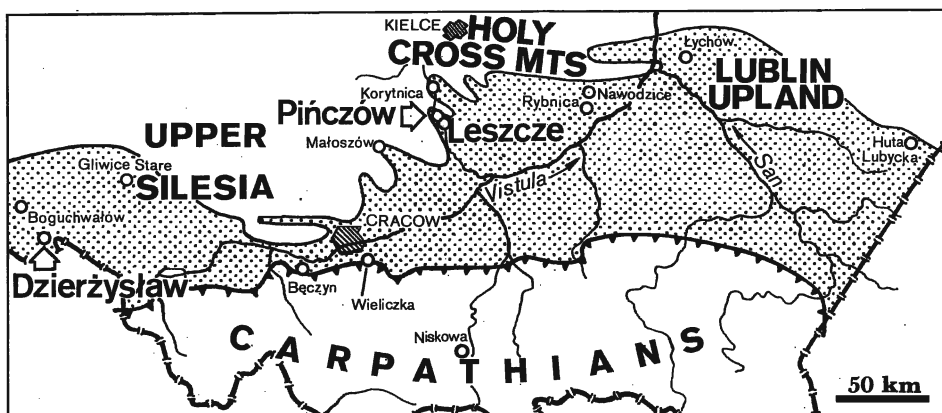 KIELCE
HOLY
CROSS MTS
Łychów
LUBLIN
UPLAND
Korytnica
Nawodzice
Rybnica
Pińczów
Leszcze
UPPER
Małoszów
Huta
Lubycka
Gliwice Stare
SILESIA
Vistula
San
Boguchwałów
CRACOW
Dzierżysław
Bęczyn
Wieliczka
Niskowa
CARPATHIANS
50 km